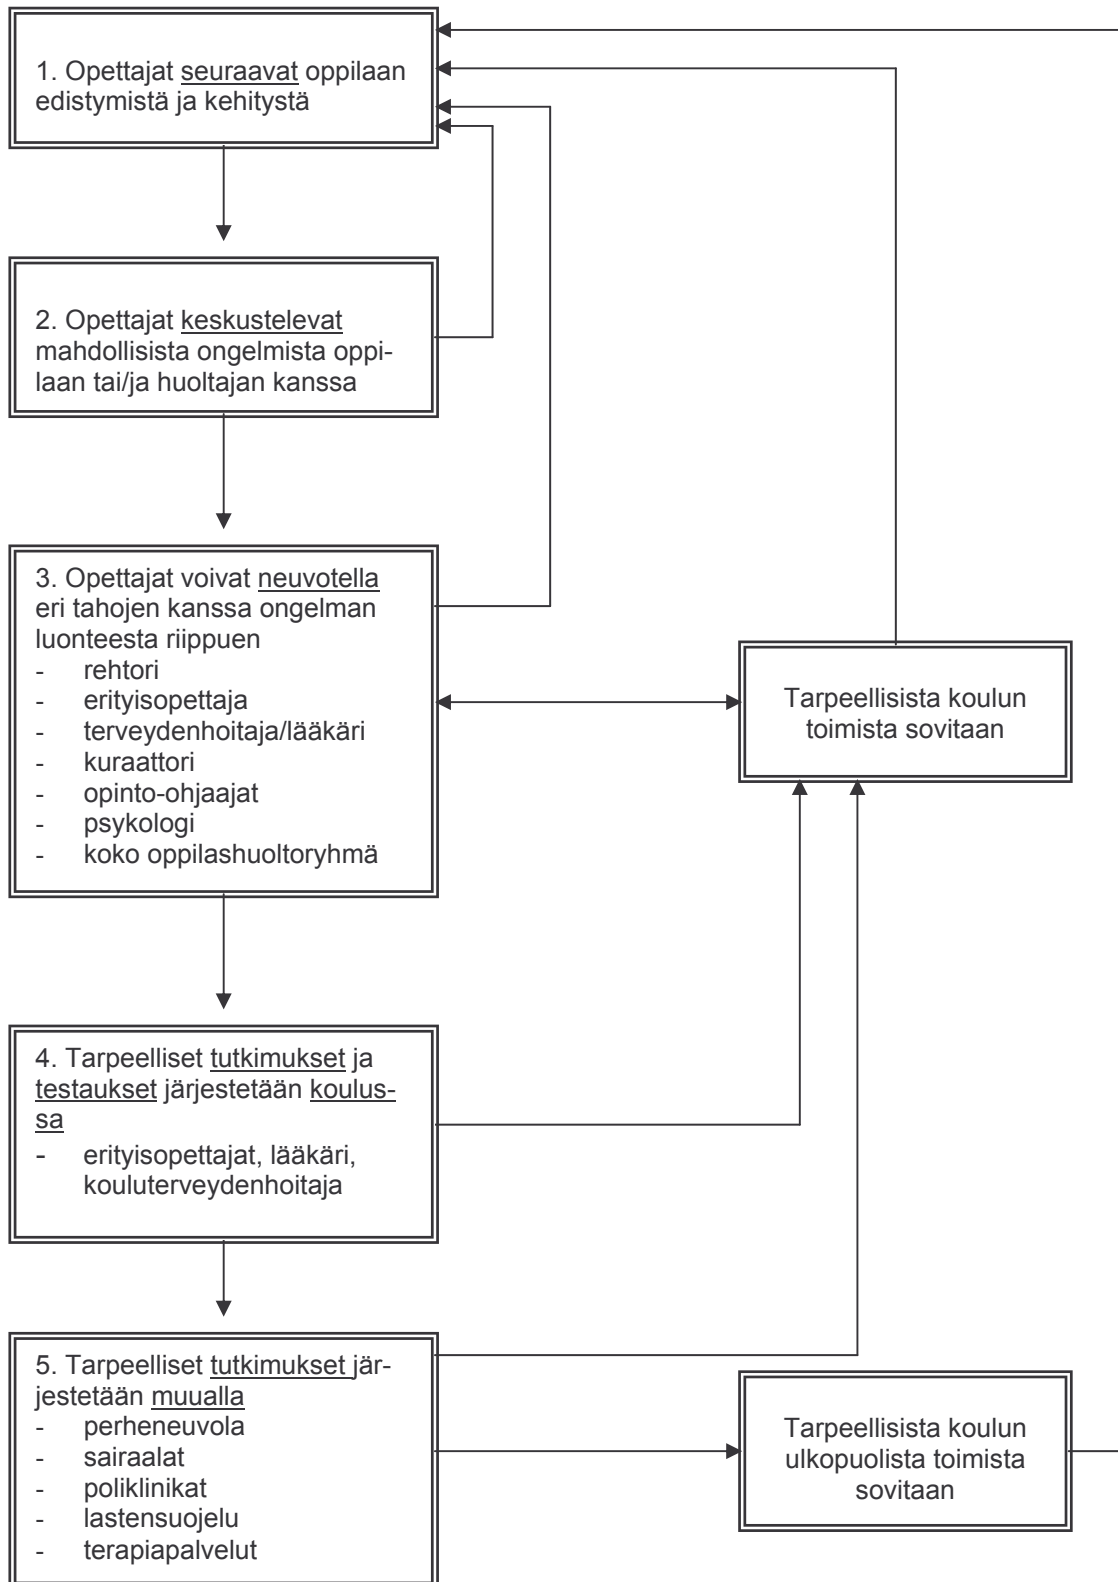 1. Opettajat seuraavat oppilaan
edistymistä ja kehitystä
2. Opettajat keskustelevat
mahdollisista ongelmista oppi-
laan tai/ja huoltajan kanssa
3. Opettajat voivat neuvotella
eri tahojen kanssa ongelman
luonteesta riippuen
- rehtori
- erityisopettaja
- terveydenhoitaja/lääkäri
- kuraattori
- opinto-ohjaajat
- psykologi
- koko oppilashuoltoryhmä
Tarpeellisista koulun
toimista sovitaan
4. Tarpeelliset tutkimukset ja
testaukset järjestetään koulus-
sa
- erityisopettajat, lääkäri,
kouluterveydenhoitaja
5. Tarpeelliset tutkimukset jär-
jestetään muualla
- perheneuvola
- sairaalat
- poliklinikat
- lastensuojelu
- terapiapalvelut
Tarpeellisista koulun
ulkopuolista toimista
sovitaan